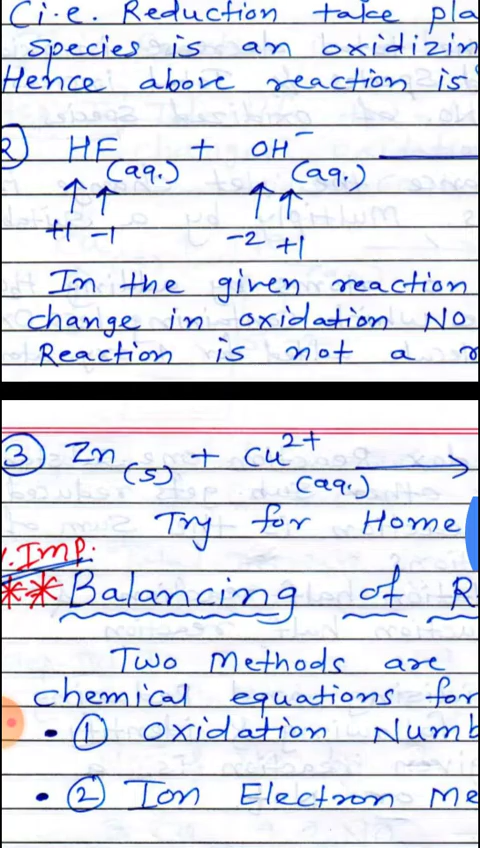 (i.e. Reduction take pla
species is an oxidizin
Hence above reaction is
2) HF(aq.) + OH⁻(aq.)
+1 -1 -2 +1
In the given reaction
change in oxidation NO
Reaction is not a r
③ Zn(s) + Cu²⁺(aq.) →
Try for Home
V.Imp.
** Balancing of R
Two Methods are
chemical equations for
• ① Oxidation Numb
• ② Ion Electron Me